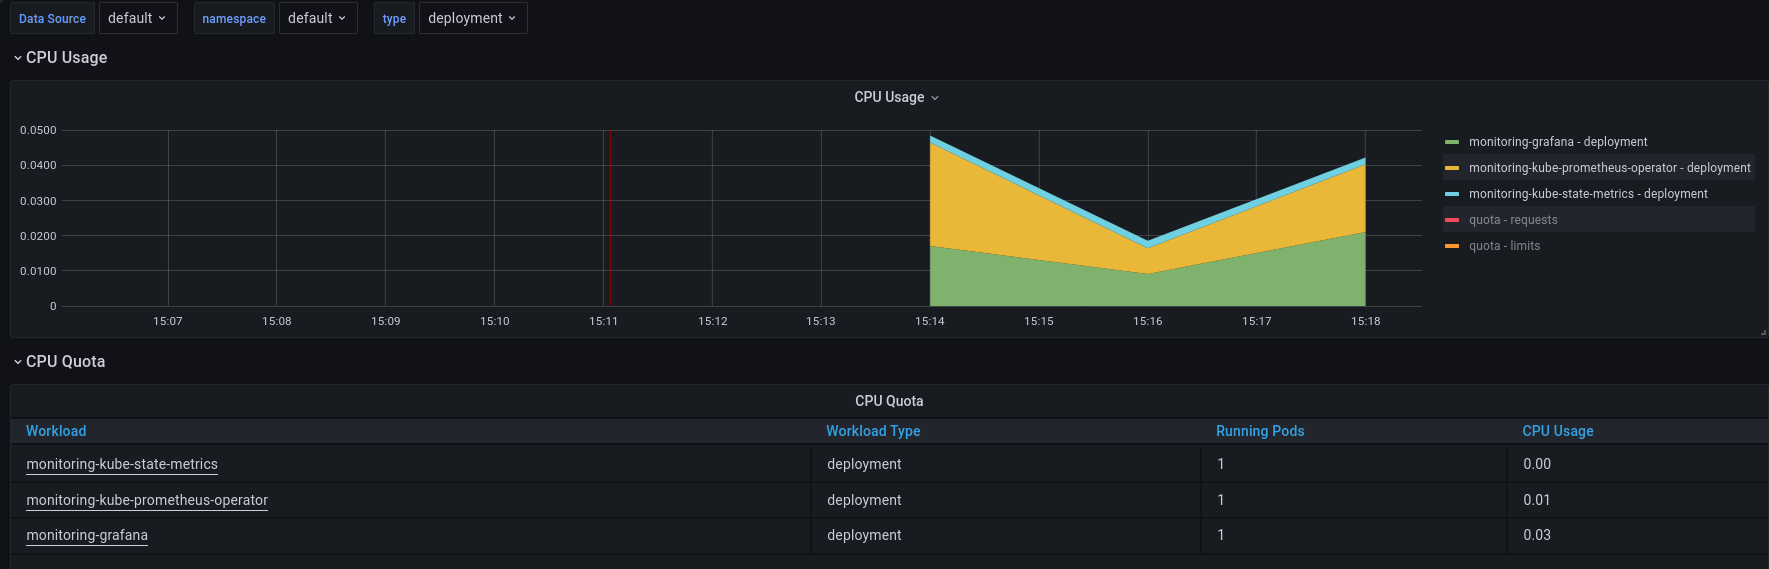 Data Source default namespace default type deployment
CPU Usage
CPU Usage
0.0500
0.0400
0.0300
0.0200
0.0100
0
15:07 15:08 15:09 15:10 15:11 15:12 15:13 15:14 15:15 15:16 15:17 15:18
monitoring-grafana - deployment
monitoring-kube-prometheus-operator - deployment
monitoring-kube-state-metrics - deployment
quota - requests
quota - limits
CPU Quota
CPU Quota
Workload Workload Type Running Pods CPU Usage
monitoring-kube-state-metrics deployment 1 0.00
monitoring-kube-prometheus-operator deployment 1 0.01
monitoring-grafana deployment 1 0.03